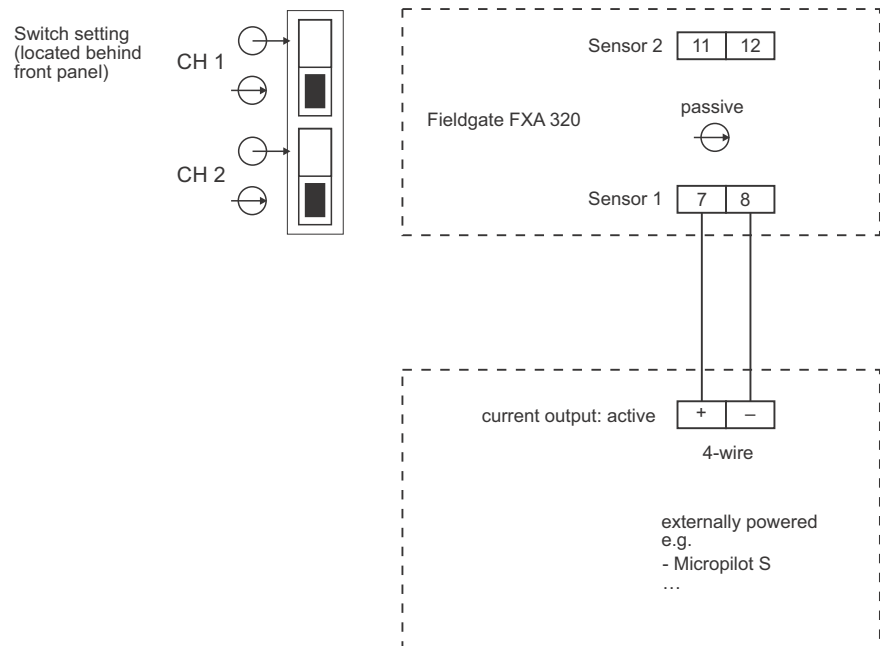 Switch setting
(located behind
front panel)
CH 1
CH 2
Sensor 2 11 12
Fieldgate FXA 320
passive
Sensor 1 7 8
current output: active + –
4-wire
externally powered
e.g.
- Micropilot S
...